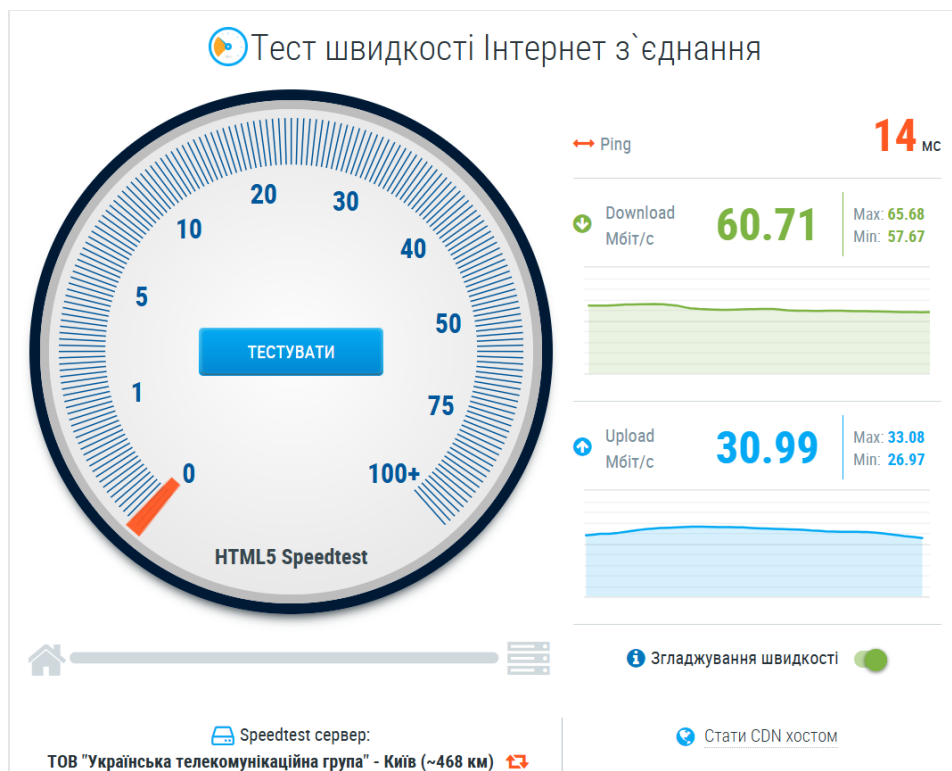 Тест швидкості Інтернет з`єднання
Ping
14 мс
Download
Мбіт/с
60.71
Max: 65.68
Min: 57.67
Upload
Мбіт/с
30.99
Max: 33.08
Min: 26.97
0
1
5
10
20
30
40
50
75
100+
ТЕСТУВАТИ
HTML5 Speedtest
Згладжування швидкості
Speedtest сервер:
ТОВ "Українська телекомунікаційна група" - Київ (~468 км)
Стати CDN хостом